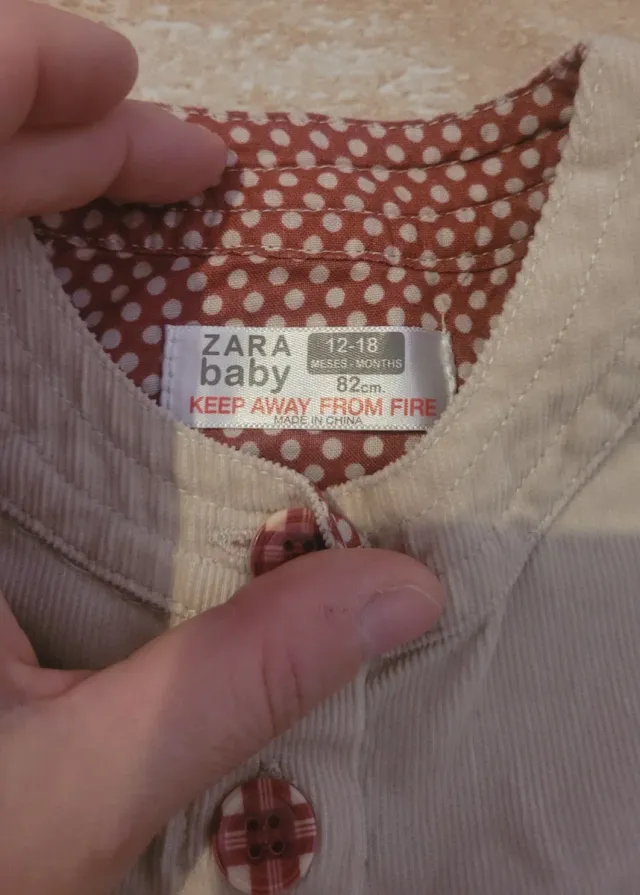 ZARA
baby
12-18
MESES - MONTHS
82cm.
KEEP AWAY FROM FIRE
MADE IN CHINA